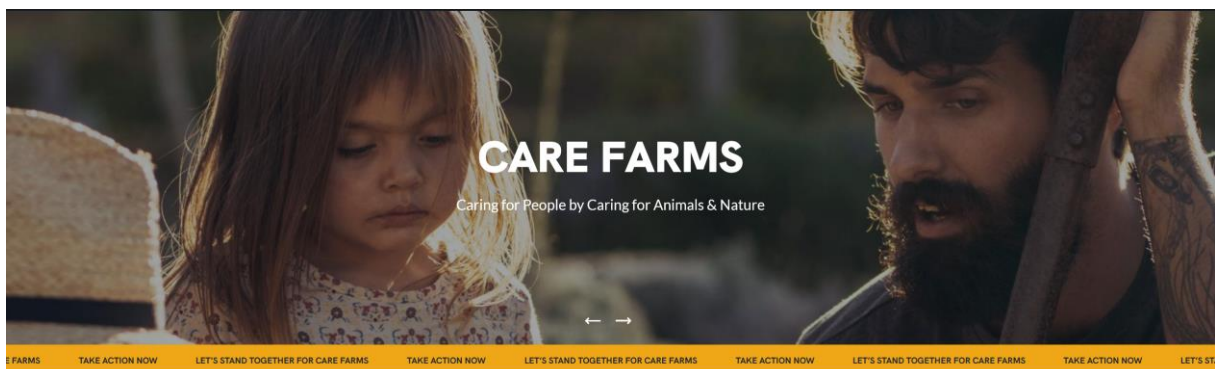 CARE FARMS
Caring for People by Caring for Animals & Nature
← →
E FARMS TAKE ACTION NOW LET'S STAND TOGETHER FOR CARE FARMS TAKE ACTION NOW LET'S STAND TOGETHER FOR CARE FARMS TAKE ACTION NOW LET'S STAND TOGETHER FOR CARE FARMS TAKE ACTION NOW LET'S ST